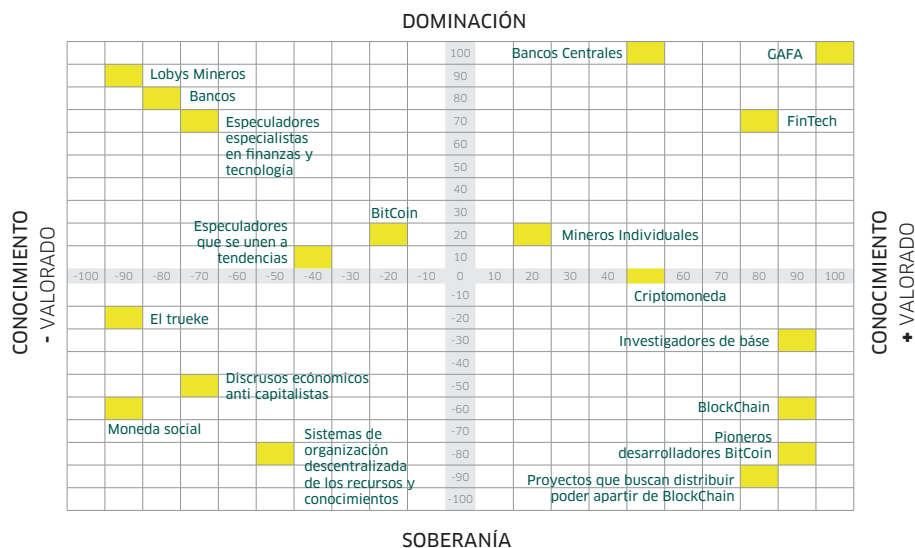 DOMINACIÓN
Bancos Centrales
100
GAFA
Lobys Mineros
90
Bancos
80
Especuladores
especialistas
en finanzas y
tecnología
70
FinTech
60
50
40
BitCoin
30
Especuladores
que se unen a
tendencias
20
Mineros Individuales
10
CONOCIMIENTO
- VALORADO
CONOCIMIENTO
+ VALORADO
-100 -90 -80 -70 -60 -50 -40 -30 -20 -10 0 10 20 30 40 50 60 70 80 90 100
-10
Criptomoneda
El trueke
-20
-30
Investigadores de báse
-40
Discrusos ecónomicos
anti capitalistas
-50
-60
BlockChain
Moneda social
-70
Sistemas de
organización
descentralizada
de los recursos y
conocimientos
Pioneros
desarrolladores BitCoin
-80
-90
Proyectos que buscan distribuir
poder apartir de BlockChain
-100
SOBERANÍA